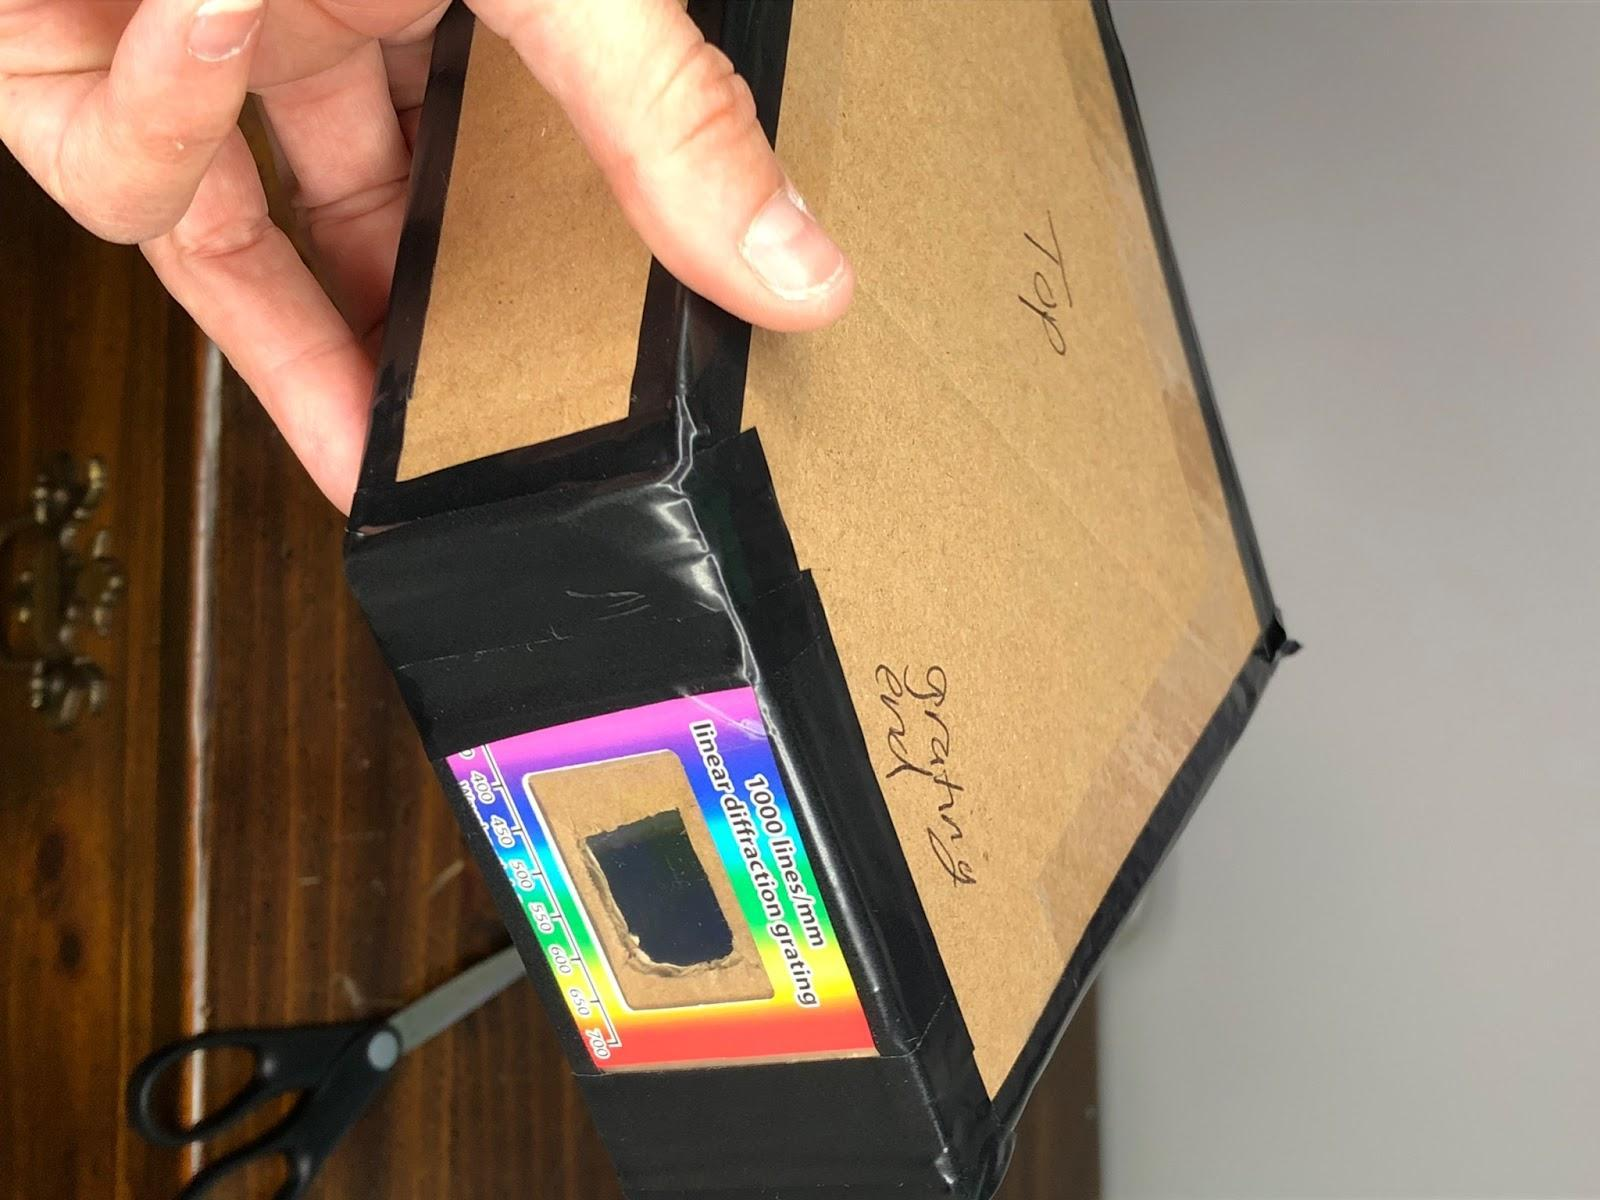 Top
grating
end
1000 lines/mm
linear diffraction grating
400 450 500 550 600 650 700